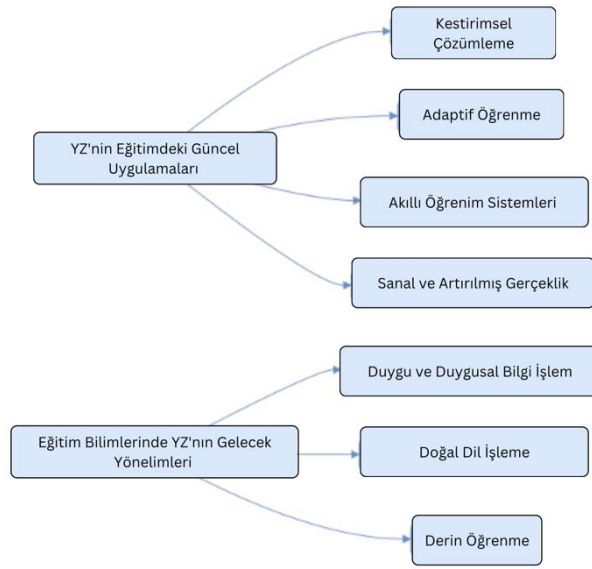 Kestirimsel
Çözümleme
Adaptif Öğrenme
YZ'nin Eğitimdeki Güncel
Uygulamaları
Akıllı Öğrenim Sistemleri
Sanal ve Artırılmış Gerçeklik
Duygu ve Duygusal Bilgi İşlem
Eğitim Bilimlerinde YZ'nın Gelecek
Yönelimleri
Doğal Dil İşleme
Derin Öğrenme